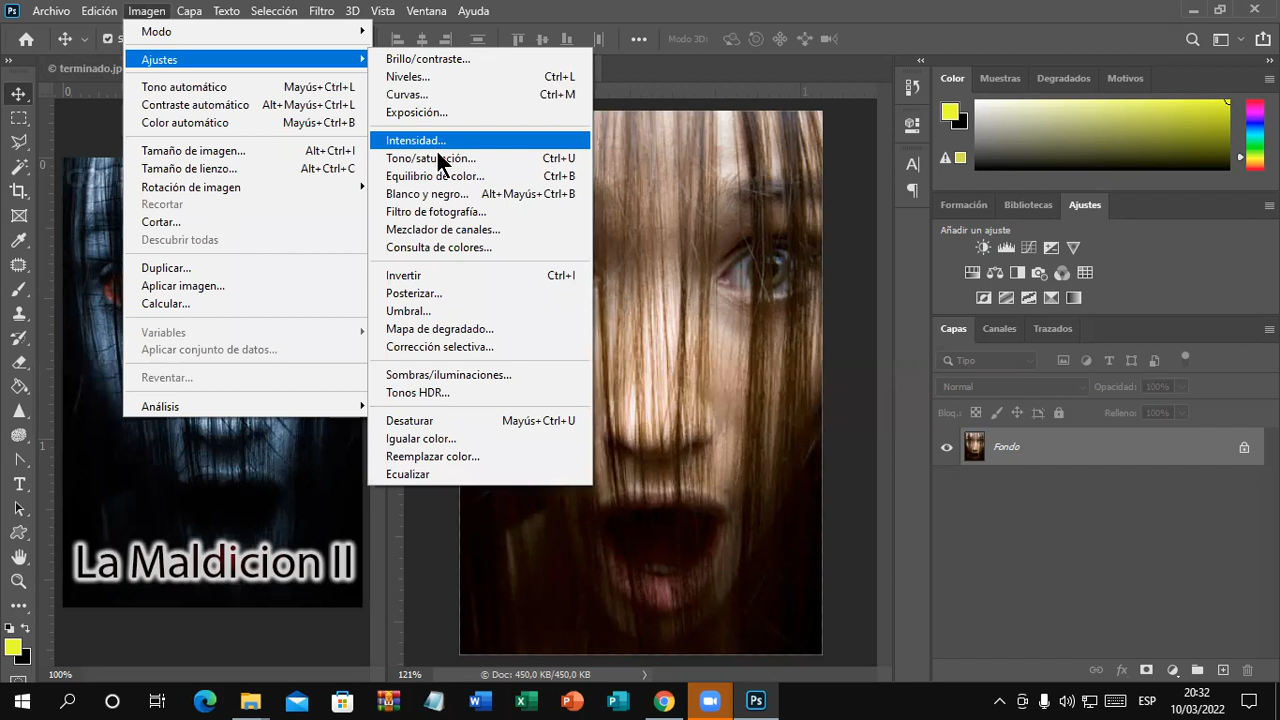 Archivo Edición Imagen Capa Texto Selección Filtro 3D Vista Ventana Ayuda
Modo
Ajustes
Tono automático Mayús+Ctrl+L
Contraste automático Alt+Mayús+Ctrl+L
Color automático Mayús+Ctrl+B
Tamaño de imagen... Alt+Ctrl+I
Tamaño de lienzo... Alt+Ctrl+C
Rotación de imagen
Recortar
Cortar...
Descubrir todas
Duplicar...
Aplicar imagen...
Calcular...
Variables
Aplicar conjunto de datos...
Reventar...
Análisis
Brillo/contraste...
Niveles... Ctrl+L
Curvas... Ctrl+M
Exposición...
Intensidad...
Tono/saturación... Ctrl+U
Equilibrio de color... Ctrl+B
Blanco y negro... Alt+Mayús+Ctrl+B
Filtro de fotografía...
Mezclador de canales...
Consulta de colores...
Invertir Ctrl+I
Posterizar...
Umbral...
Mapa de degradado...
Corrección selectiva...
Sombras/iluminaciones...
Tonos HDR...
Desaturar Mayús+Ctrl+U
Igualar color...
Reemplazar color...
Ecualizar
Modo 3D:
© terminado.jp
0
1
0
1
La Maldicion II
100%
121% © Doc: 450,0 KB/450,0 KB
Color Muestras Degradados Motivos
Formación Bibliotecas Ajustes
Añadir un ajuste
Capas Canales Trazados
Tipo
Normal Opacidad: 100%
Bloq.: Rellenar: 100%
Fondo
ESP
20:32
10/03/2022